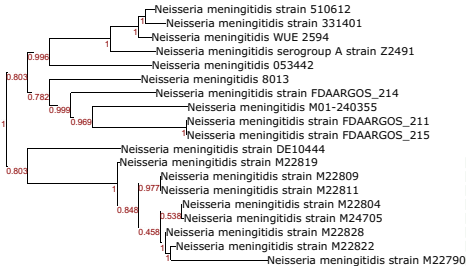 Neisseria meningitidis strain 510612
Neisseria meningitidis strain 331401
1
Neisseria meningitidis WUE 2594
1
Neisseria meningitidis serogroup A strain Z2491
0.996
Neisseria meningitidis 053442
0.803
Neisseria meningitidis 8013
0.782
Neisseria meningitidis strain FDAARGOS_214
0.999
Neisseria meningitidis M01-240355
0.969
Neisseria meningitidis strain FDAARGOS_211
1
Neisseria meningitidis strain FDAARGOS_215
1
Neisseria meningitidis strain DE10444
0.803
Neisseria meningitidis strain M22819
1
Neisseria meningitidis strain M22809
0.977
Neisseria meningitidis strain M22811
0.848
Neisseria meningitidis strain M22804
0.538
Neisseria meningitidis strain M24705
0.458
Neisseria meningitidis strain M22828
1
Neisseria meningitidis strain M22822
1
Neisseria meningitidis strain M22790